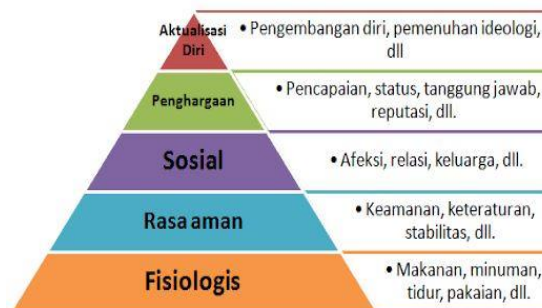 Aktualisasi
Diri
• Pengembangan diri, pemenuhan ideologi,
dll
Penghargaan
• Pencapaian, status, tanggung jawab,
reputasi, dll.
Sosial
• Afeksi, relasi, keluarga, dll.
Rasa aman
• Keamanan, keteraturan,
stabilitas, dll.
Fisiologis
• Makanan, minuman,
tidur, pakaian, dll.